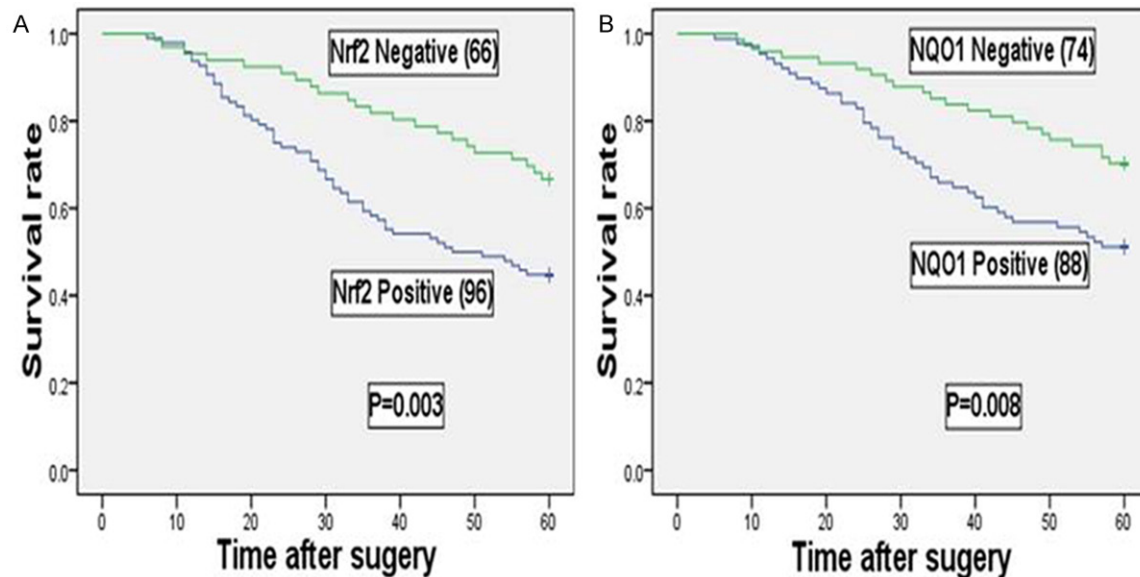 A
Nrf2 Negative (66)
Nrf2 Positive (96)
P=0.003
Survival rate
1.0
0.8
0.6
0.4
0.2
0.0
0 10 20 30 40 50 60
Time after sugery
B
NQO1 Negative (74)
NQO1 Positive (88)
P=0.008
Survival rate
1.0
0.8
0.6
0.4
0.2
0.0
0 10 20 30 40 50 60
Time after sugery